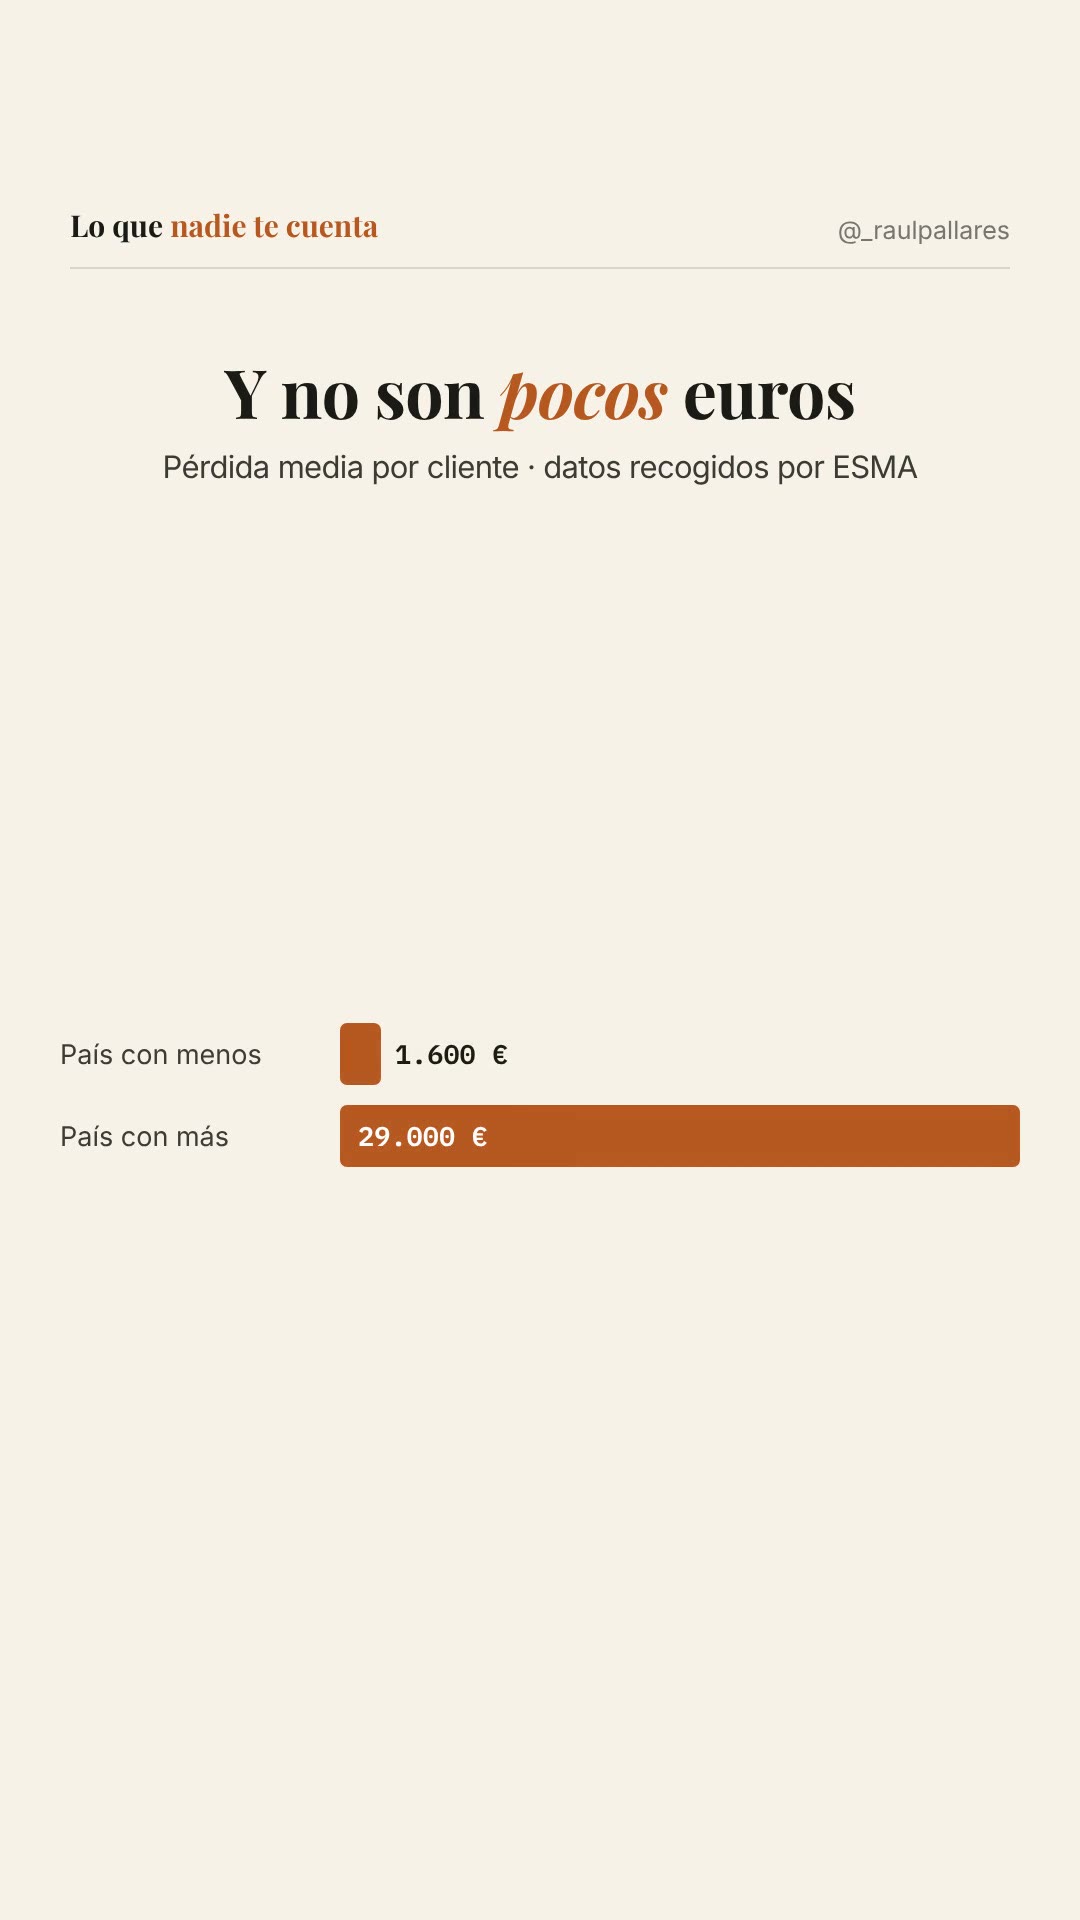 Lo que nadie te cuenta
@_raulpallares
Y no son pocos euros
Pérdida media por cliente · datos recogidos por ESMA
País con menos 1.600 €
País con más 29.000 €